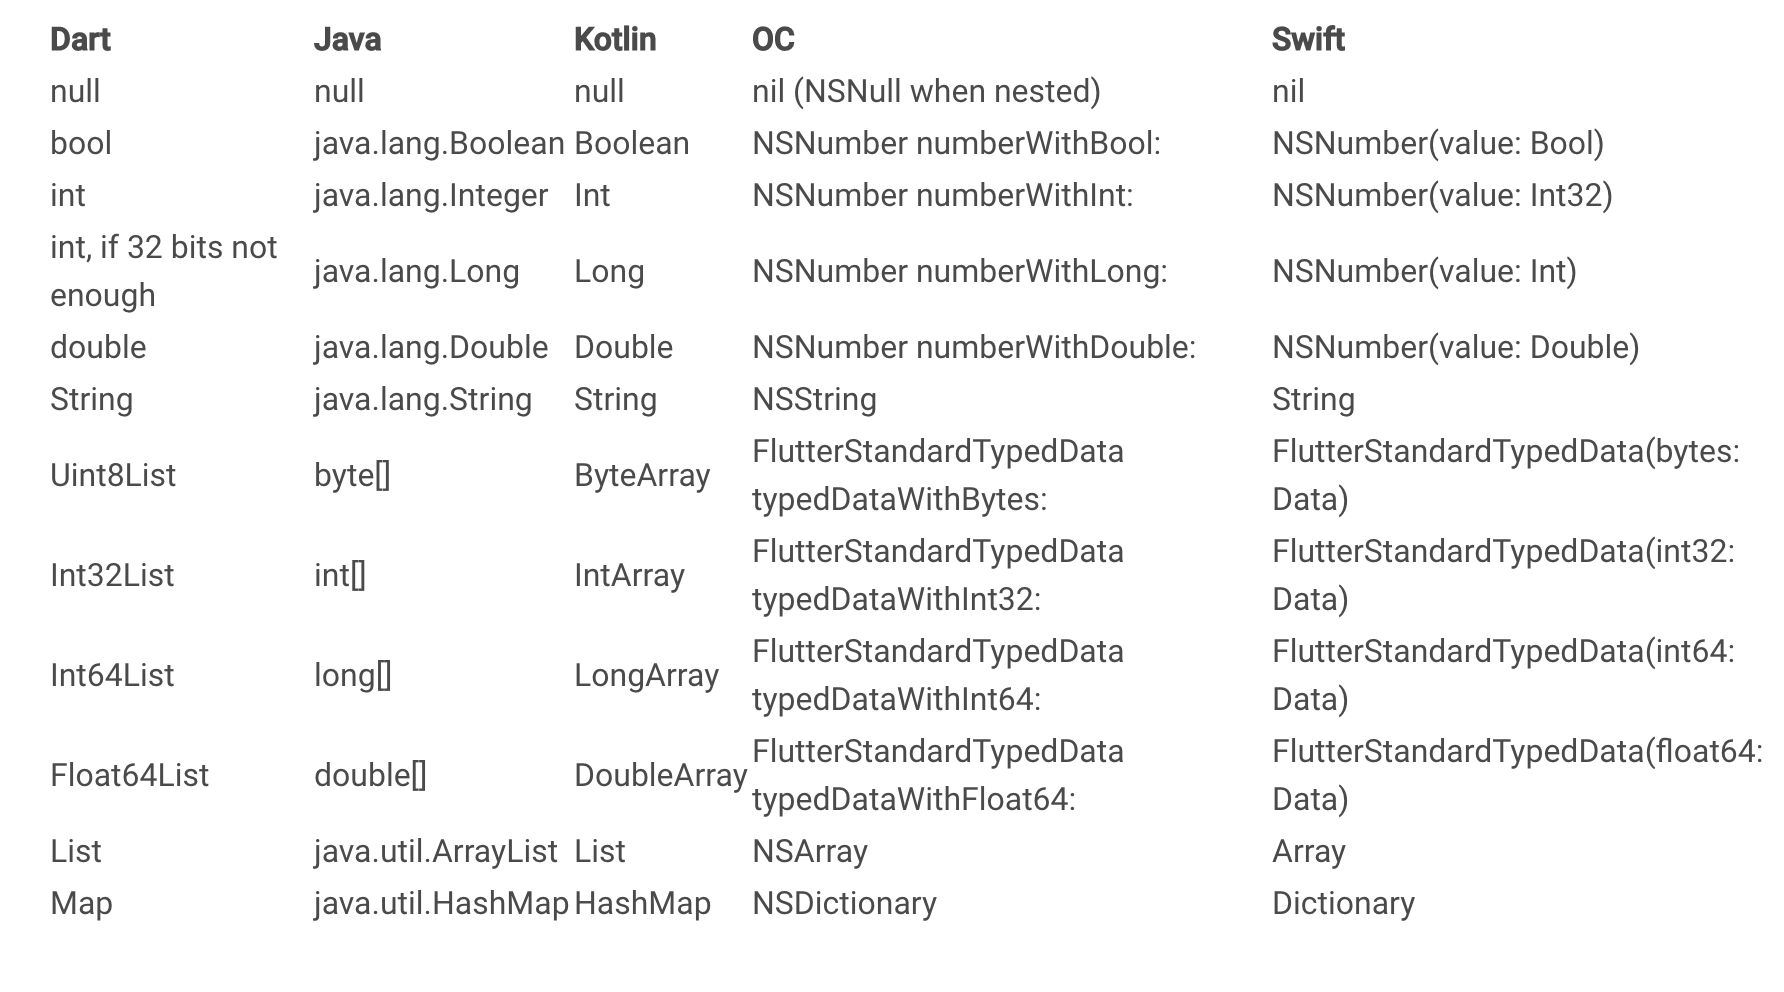 Dart Java Kotlin OC Swift
null null null nil (NSNull when nested) nil
bool java.lang.Boolean Boolean NSNumber numberWithBool: NSNumber(value: Bool)
int java.lang.Integer Int NSNumber numberWithInt: NSNumber(value: Int32)
int, if 32 bits not
enough
java.lang.Long Long NSNumber numberWithLong: NSNumber(value: Int)
double java.lang.Double Double NSNumber numberWithDouble: NSNumber(value: Double)
String java.lang.String String NSString String
Uint8List byte[] ByteArray
FlutterStandardTypedData
typedDataWithBytes:
FlutterStandardTypedData(bytes:
Data)
Int32List int[] IntArray
FlutterStandardTypedData
typedDataWithInt32:
FlutterStandardTypedData(int32:
Data)
Int64List long[] LongArray
FlutterStandardTypedData
typedDataWithInt64:
FlutterStandardTypedData(int64:
Data)
Float64List double[] DoubleArray
FlutterStandardTypedData
typedDataWithFloat64:
FlutterStandardTypedData(float64:
Data)
List java.util.ArrayList List NSArray Array
Map java.util.HashMap HashMap NSDictionary Dictionary